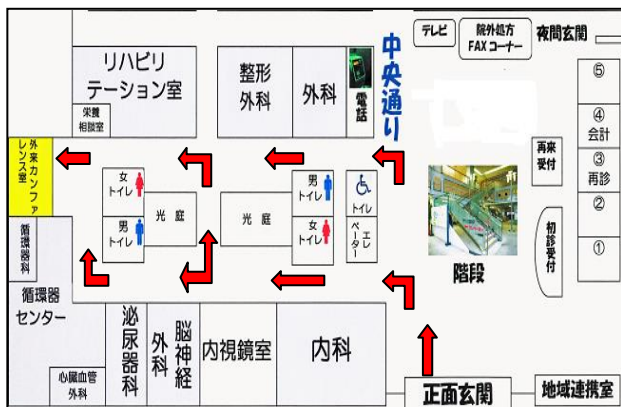 テレビ
院外処方
FAXコーナー
夜間玄関
リハビリ
テーション室
栄養
相談室
整形
外科
外科
電話
中央通り
⑤
④
会計
③
再診
②
①
再来
受付
初診受付
外来カンファ
レンス室
女
トイレ
男
トイレ
光庭
光庭
男
トイレ
女
トイレ
トイレ
エレ
ベーター
階段
循環器科
循環器
センター
心臓血管
外科
泌尿器科
脳神経
外科
内視鏡室
内科
正面玄関
地域連携室